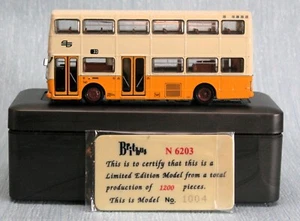 Britbus N 6203
This is to certify that this is a
Limited Edition Model from a total
production of 1200 pieces.
This is Model No. 1004